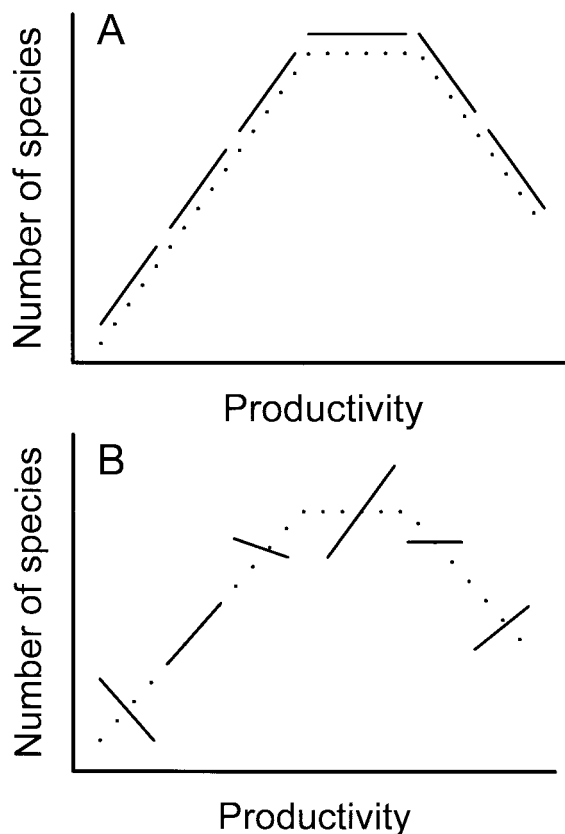 A
Number of species
Productivity
B
Number of species
Productivity